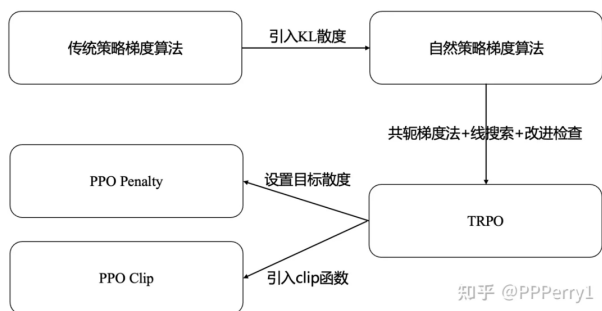 传统策略梯度算法
引入KL散度
自然策略梯度算法
共轭梯度法+线搜索+改进检查
PPO Penalty
设置目标散度
TRPO
PPO Clip
引入clip函数
知乎 @PPPerry1